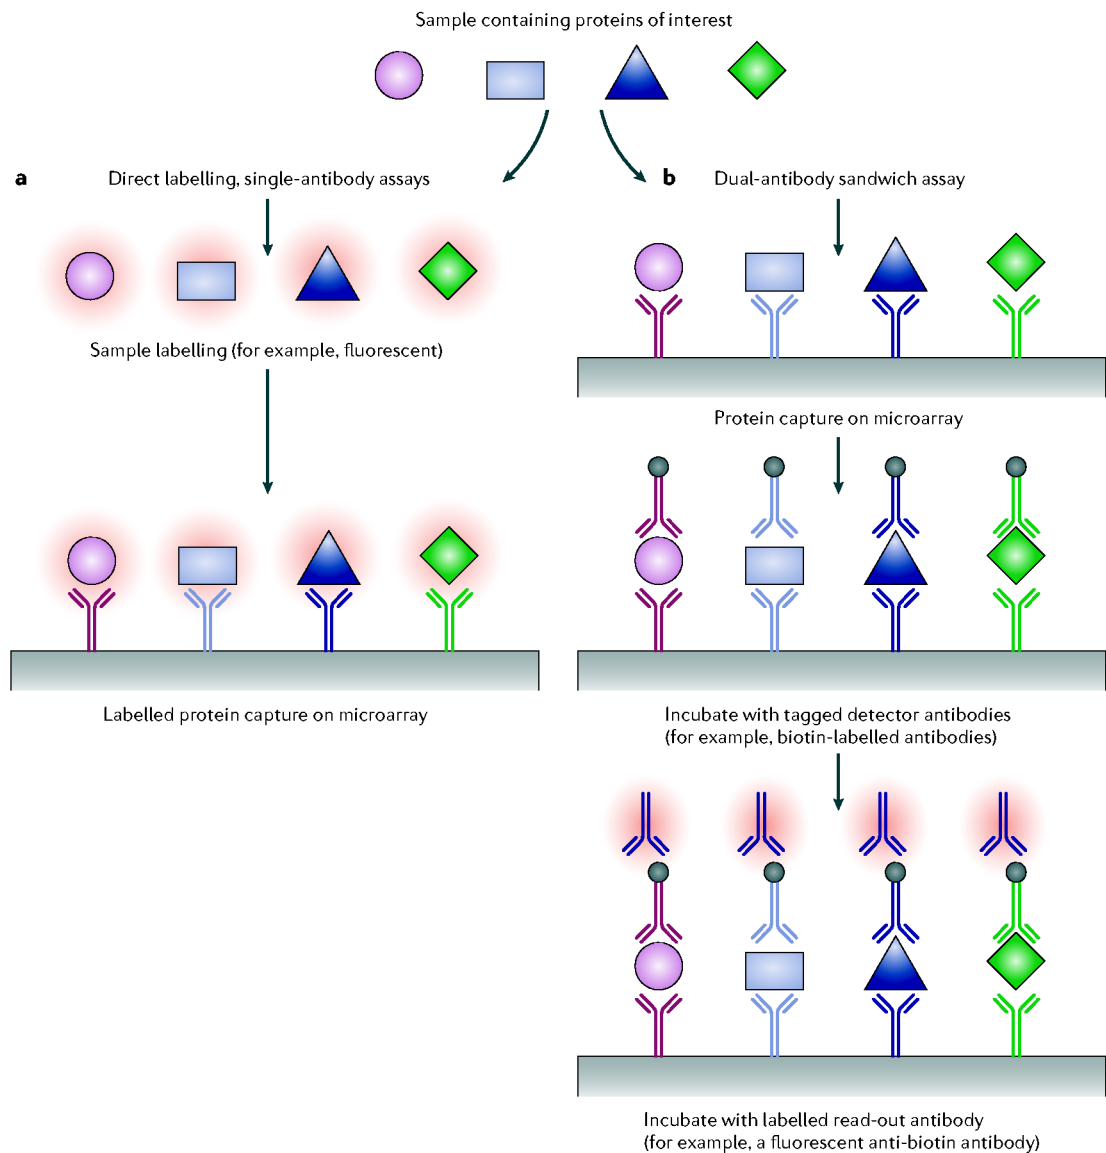 Sample containing proteins of interest
a
Direct labelling, single-antibody assays
Sample labelling (for example, fluorescent)
Labelled protein capture on microarray
b
Dual-antibody sandwich assay
Protein capture on microarray
Incubate with tagged detector antibodies
(for example, biotin-labelled antibodies)
Incubate with labelled read-out antibody
(for example, a fluorescent anti-biotin antibody)